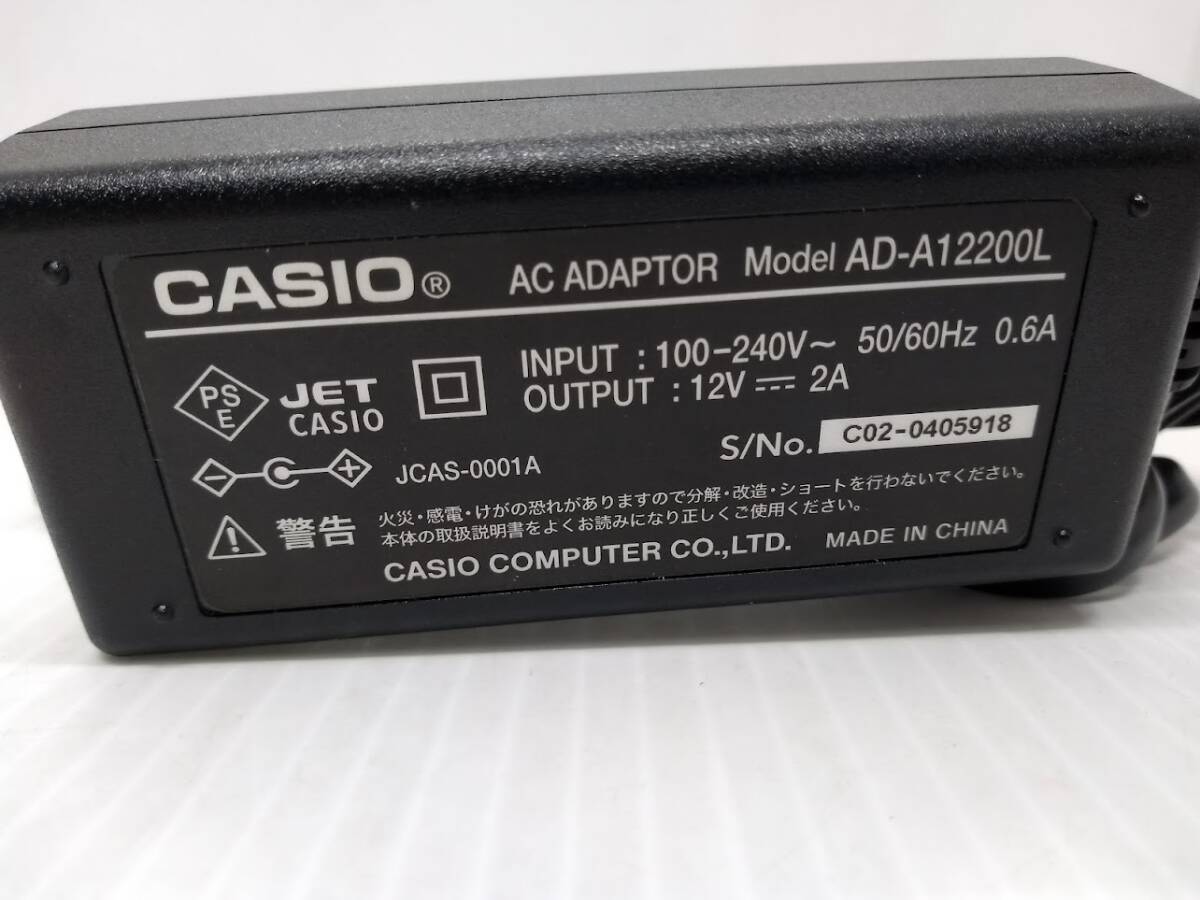 CASIO® AC ADAPTOR Model AD-A12200L
INPUT : 100-240V~ 50/60Hz 0.6A
OUTPUT : 12V⎓ 2A
PS
E
JET
CASIO
S/No. C02-0405918
JCAS-0001A
警告
火災・感電・けがの恐れがありますので分解・改造・ショートを行わないでください。
本体の取扱説明書をよくお読みになり正しくご使用ください。
CASIO COMPUTER CO.,LTD. MADE IN CHINA